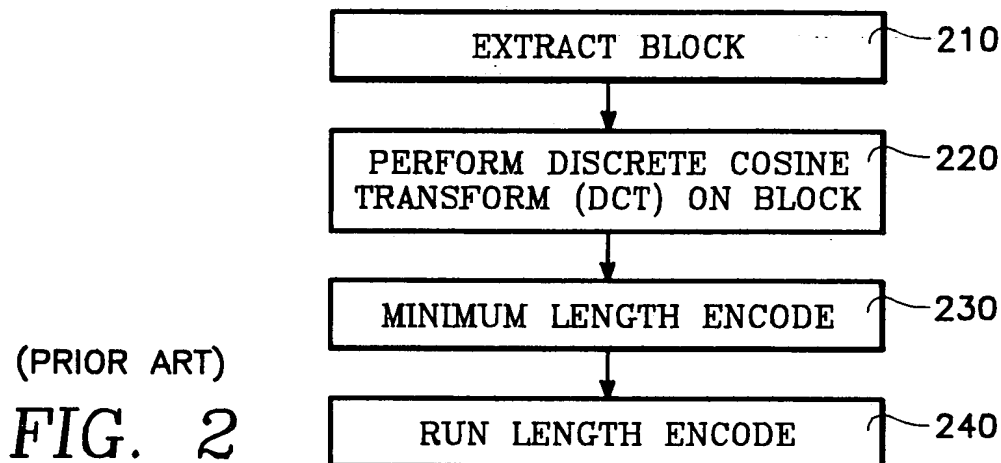 EXTRACT BLOCK
210
PERFORM DISCRETE COSINE
TRANSFORM (DCT) ON BLOCK
220
MINIMUM LENGTH ENCODE
230
RUN LENGTH ENCODE
240
(PRIOR ART)
FIG. 2